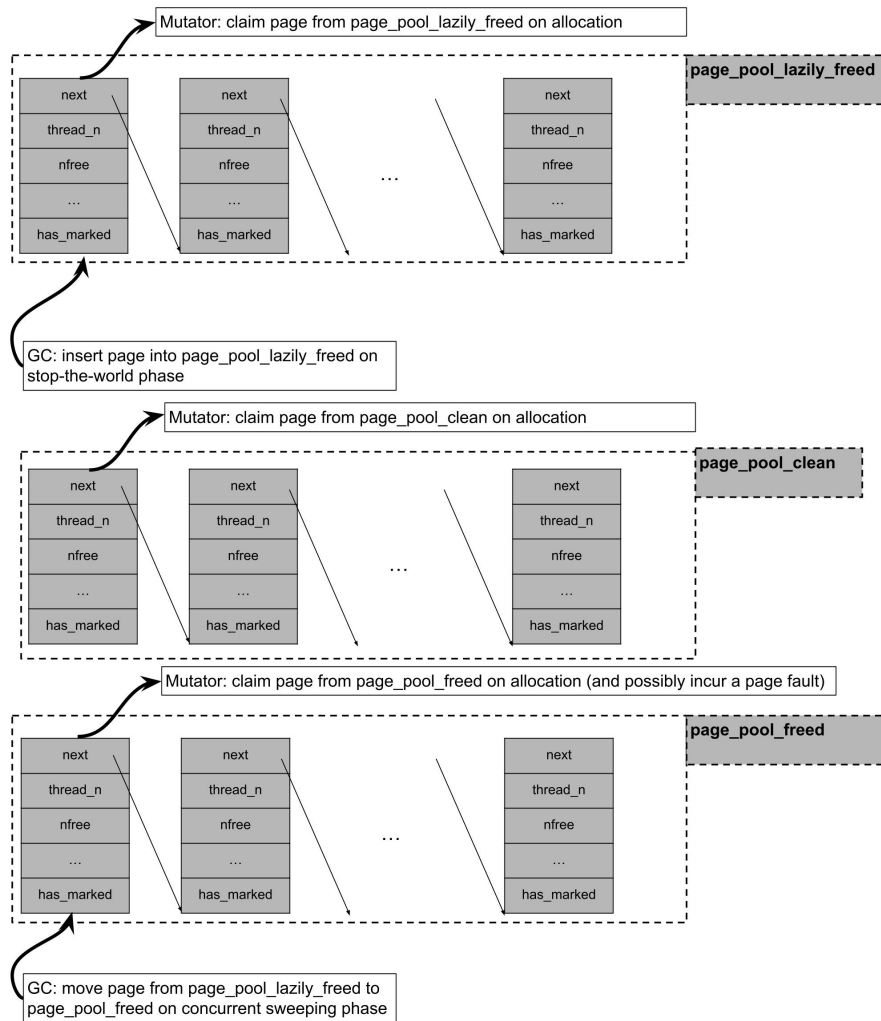 Mutator: claim page from page_pool_lazily_freed on allocation
page_pool_lazily_freed
next
thread_n
nfree
…
has_marked
next
thread_n
nfree
…
has_marked
…
next
thread_n
nfree
…
has_marked
GC: insert page into page_pool_lazily_freed on
stop-the-world phase
Mutator: claim page from page_pool_clean on allocation
page_pool_clean
next
thread_n
nfree
…
has_marked
next
thread_n
nfree
…
has_marked
…
next
thread_n
nfree
…
has_marked
Mutator: claim page from page_pool_freed on allocation (and possibly incur a page fault)
page_pool_freed
next
thread_n
nfree
…
has_marked
next
thread_n
nfree
…
has_marked
…
next
thread_n
nfree
…
has_marked
GC: move page from page_pool_lazily_freed to
page_pool_freed on concurrent sweeping phase